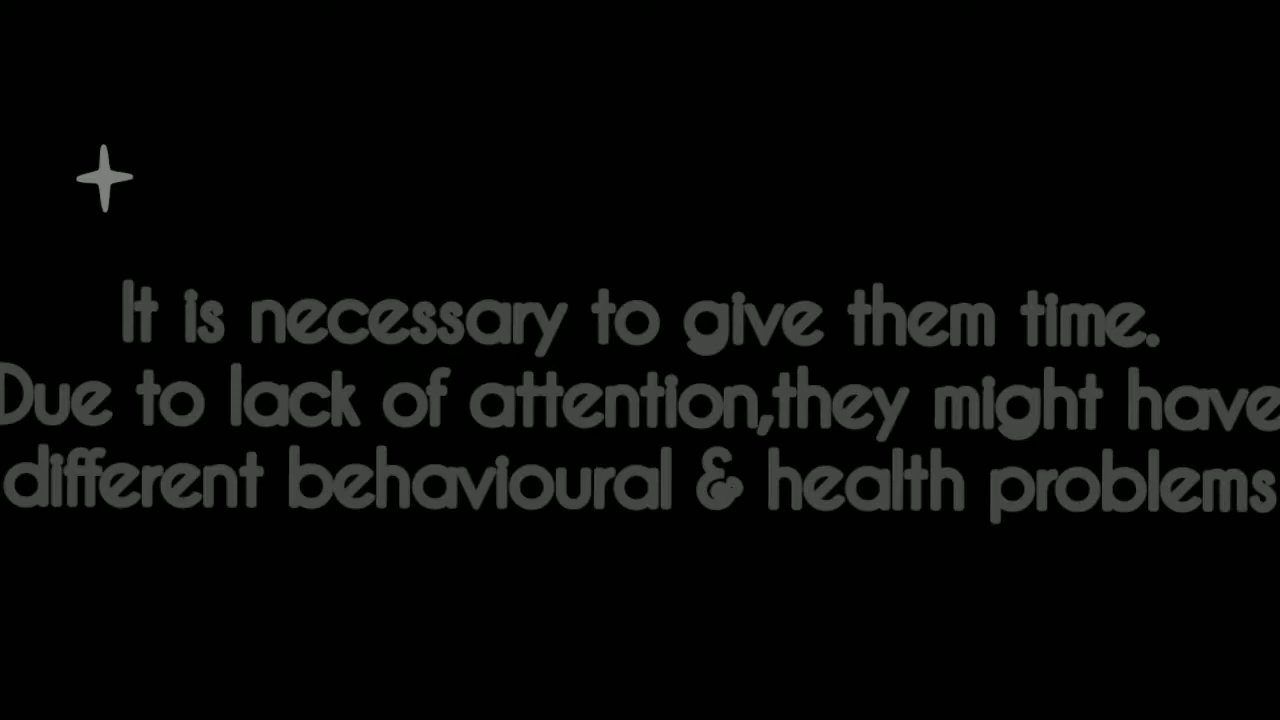 It is necessary to give them time.
Due to lack of attention,they might have
different behavioural & health problems